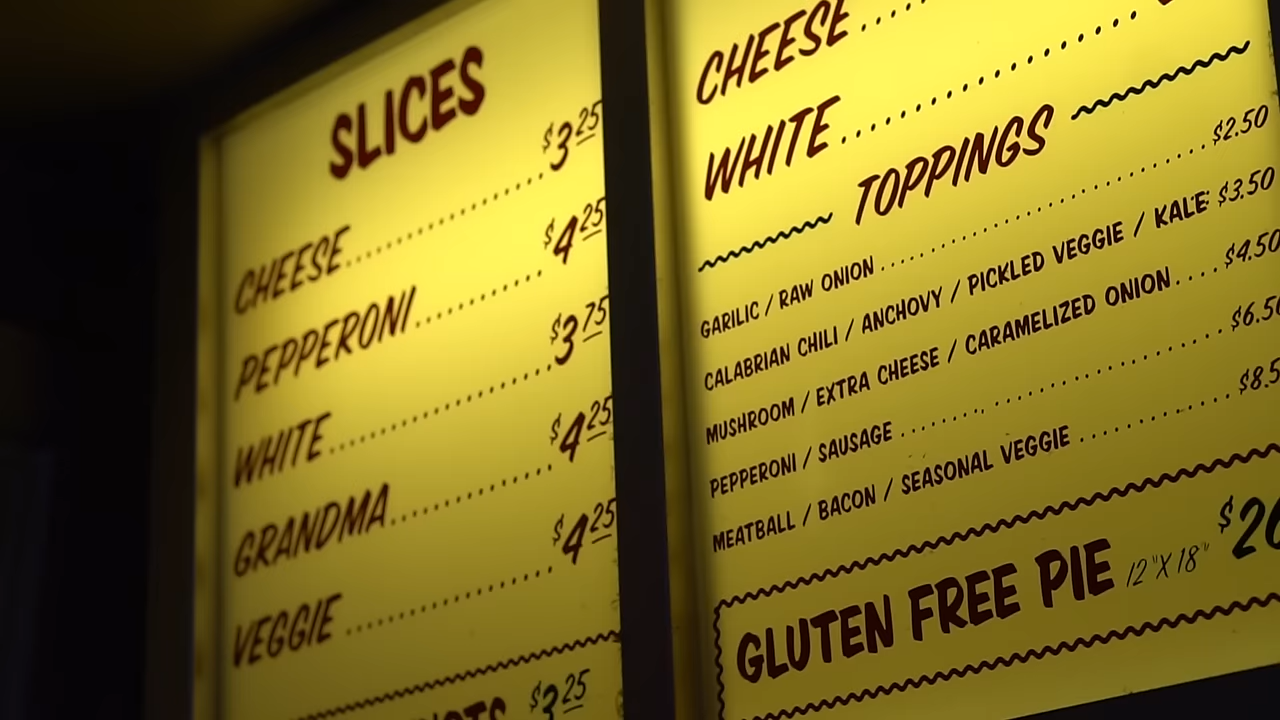 SLICES
CHEESE $3.25
PEPPERONI $4.25
WHITE $3.75
GRANDMA $4.25
VEGGIE $4.25
$3.25
CHEESE
WHITE
TOPPINGS
GARILIC / RAW ONION $2.50
CALABRIAN CHILI / ANCHOVY / PICKLED VEGGIE / KALE $3.50
MUSHROOM / EXTRA CHEESE / CARAMELIZED ONION $4.50
PEPPERONI / SAUSAGE $6.50
MEATBALL / BACON / SEASONAL VEGGIE $8.5
GLUTEN FREE PIE 12"X18"